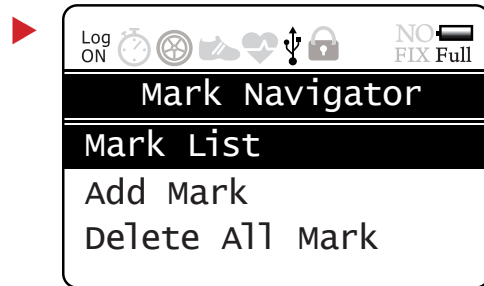 Log NO
ON FIX Full
Mark Navigator
Mark List
Add Mark
Delete All Mark